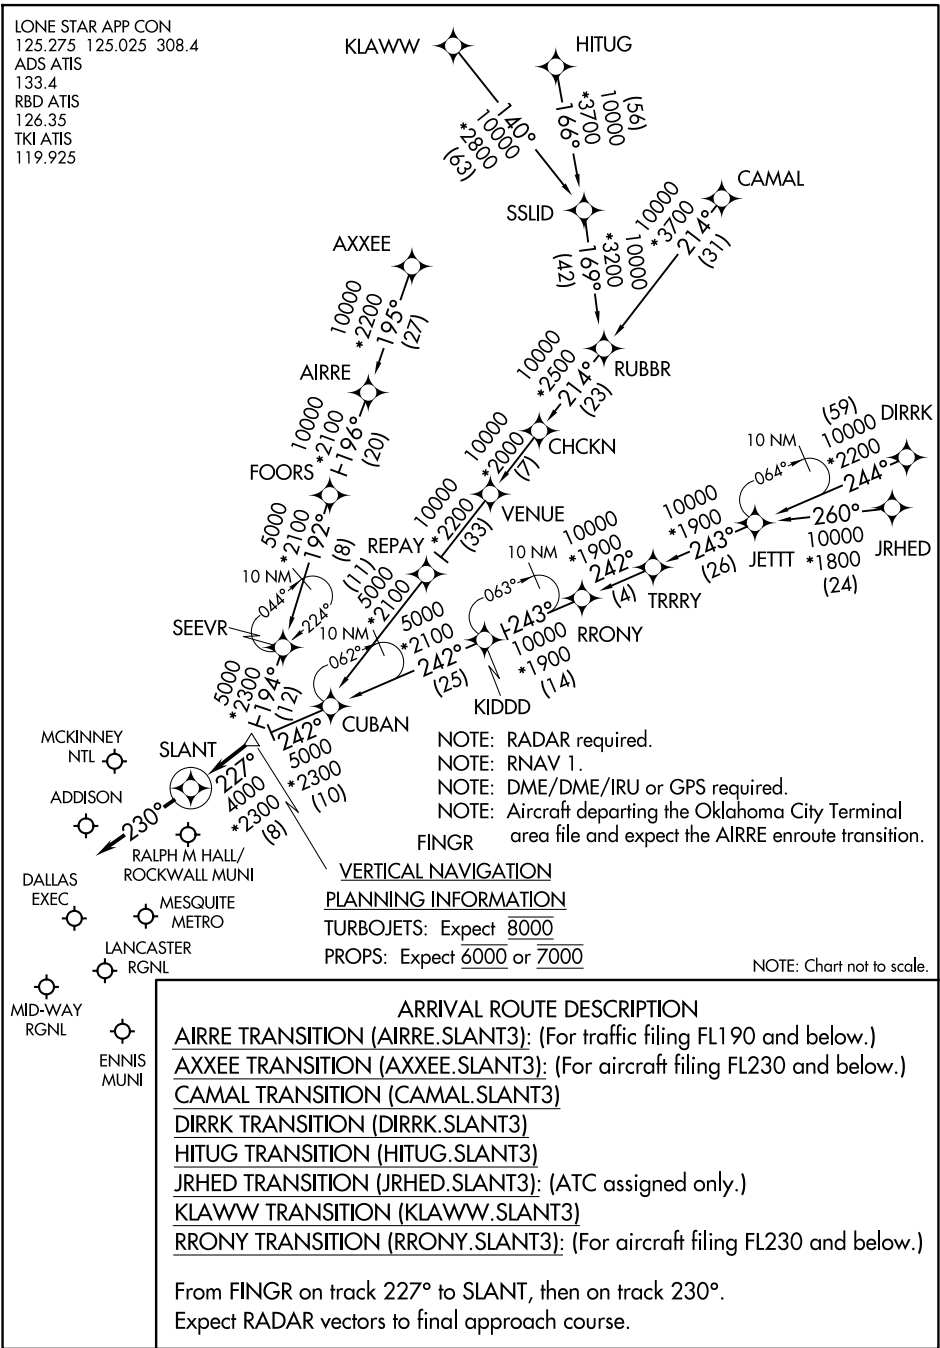 LONE STAR APP CON
125.275 125.025 308.4
ADS ATIS
133.4
RBD ATIS
126.35
TKI ATIS
119.925
KLAWW
HITUG
140°
10000
*2800
(63)
(56)
10000
*3700
166°
SSLID
CAMAL
10000
*3700
214°
(31)
10000
*3200
169°
(42)
AXXEE
10000
*2200
195°
(27)
RUBBR
10000
*2500
214°
(23)
AIRRE
10000
*2100
196°
(20)
CHCKN
10000
*2000
(7)
DIRRK
(59)
10000
*2200
244°
10 NM
064°
FOORS
VENUE
10000
*2200
(33)
5000
*2100
192°
(8)
JETTT
260°
10000
*1800
(24)
JRHED
10000
*1900
243°
(26)
REPAY
(11)
5000
*2100
10000
*1900
242°
(4)
TRRRY
10 NM
063°
10 NM
044°
224°
SEEVR
RRONY
243°
10000
*1900
(14)
10 NM
062°
5000
*2100
242°
(25)
KIDDD
5000
*2300
194°
(12)
CUBAN
242°
5000
*2300
(10)
MCKINNEY
NTL
SLANT
227°
4000
*2300
(8)
230°
ADDISON
RALPH M HALL/
ROCKWALL MUNI
DALLAS
EXEC
MESQUITE
METRO
LANCASTER
RGNL
MID-WAY
RGNL
ENNIS
MUNI
NOTE: RADAR required.
NOTE: RNAV 1.
NOTE: DME/DME/IRU or GPS required.
NOTE: Aircraft departing the Oklahoma City Terminal
area file and expect the AIRRE enroute transition.
FINGR
VERTICAL NAVIGATION
PLANNING INFORMATION
TURBOJETS: Expect 8000
PROPS: Expect 6000 or 7000
NOTE: Chart not to scale.
ARRIVAL ROUTE DESCRIPTION
AIRRE TRANSITION (AIRRE.SLANT3): (For traffic filing FL190 and below.)
AXXEE TRANSITION (AXXEE.SLANT3): (For aircraft filing FL230 and below.)
CAMAL TRANSITION (CAMAL.SLANT3)
DIRRK TRANSITION (DIRRK.SLANT3)
HITUG TRANSITION (HITUG.SLANT3)
JRHED TRANSITION (JRHED.SLANT3): (ATC assigned only.)
KLAWW TRANSITION (KLAWW.SLANT3)
RRONY TRANSITION (RRONY.SLANT3): (For aircraft filing FL230 and below.)
From FINGR on track 227° to SLANT, then on track 230°.
Expect RADAR vectors to final approach course.